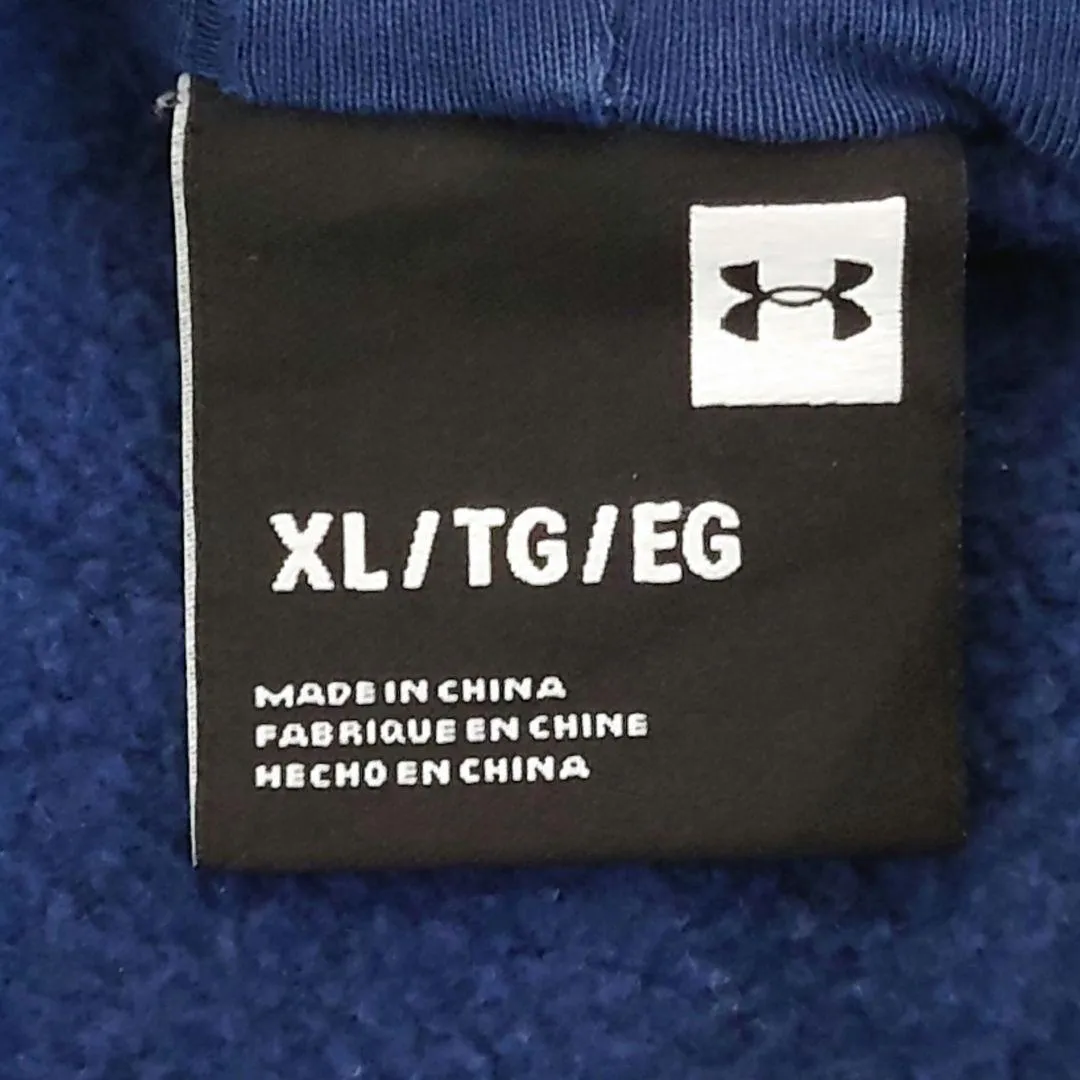 XL/TG/EG
MADE IN CHINA
FABRIQUE EN CHINE
HECHO EN CHINA